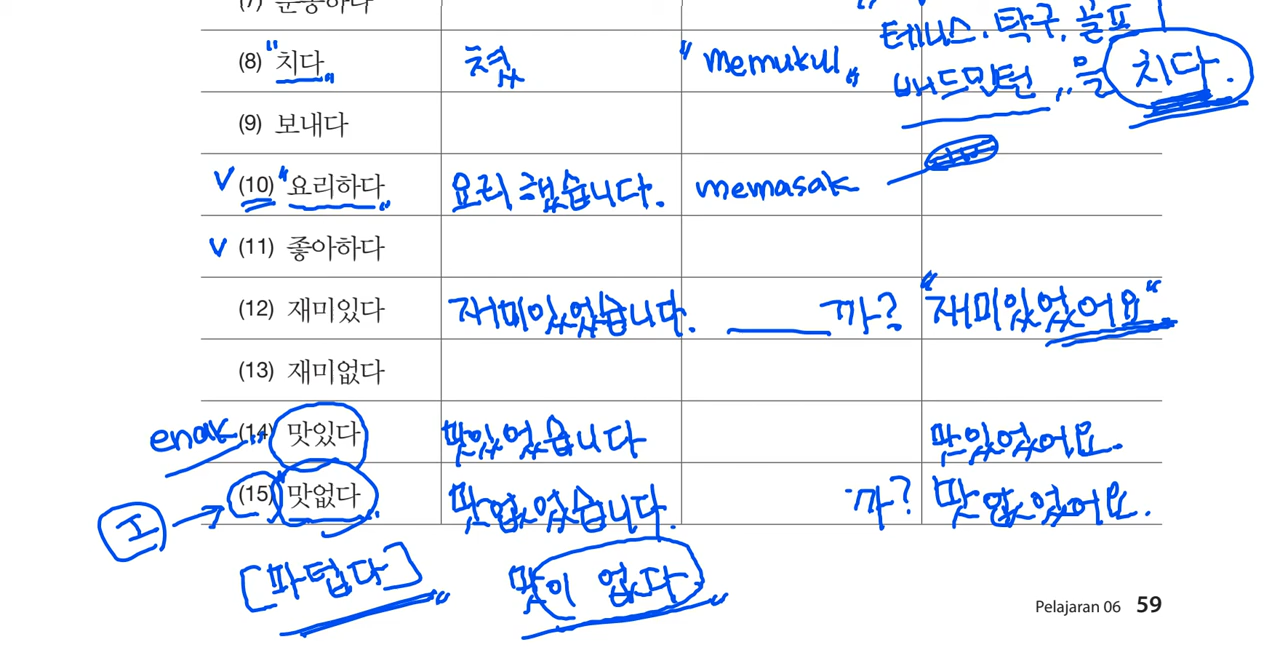 (7) 운동하다
테니스. 탁구. 골프
(8) "치다" 쳤 "memukul" 배드민턴,, 을 치다.
(9) 보내다
V (10) "요리하다" 요리했습니다. memasak
V (11) 좋아하다
(12) 재미있다 재미있었습니다. ______까? "재미있었어요"
(13) 재미없다
enak (14) 맛있다 맛있었습니다 맛있었어요.
(15) 맛없다 맛없었습니다. 까? 맛없었어요.
[마덥다] 맛이 없다"
Pelajaran 06 59